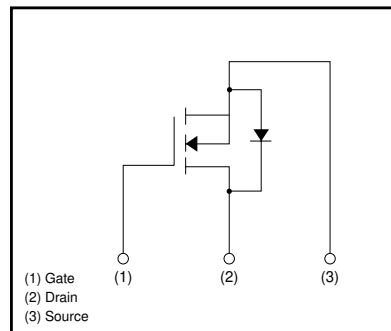 (1) (2) (3)
(1) Gate
(2) Drain
(3) Source